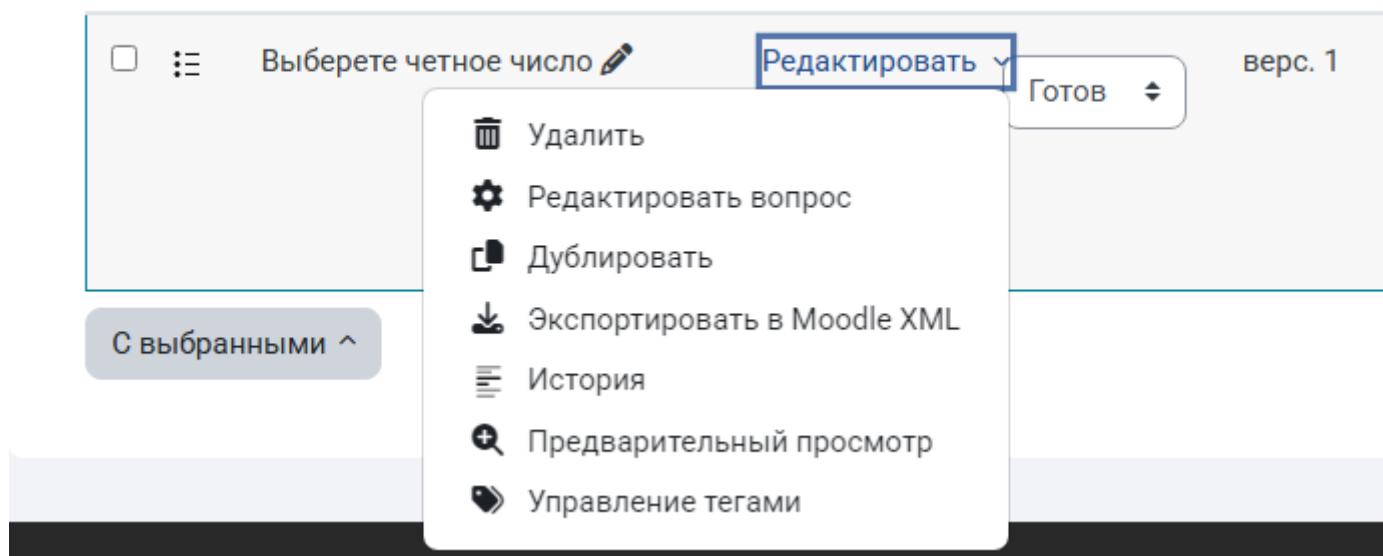 Выберете четное число
Редактировать
Готов
верс. 1
Удалить
Редактировать вопрос
Дублировать
Экспортировать в Moodle XML
С выбранными
История
Предварительный просмотр
Управление тегами